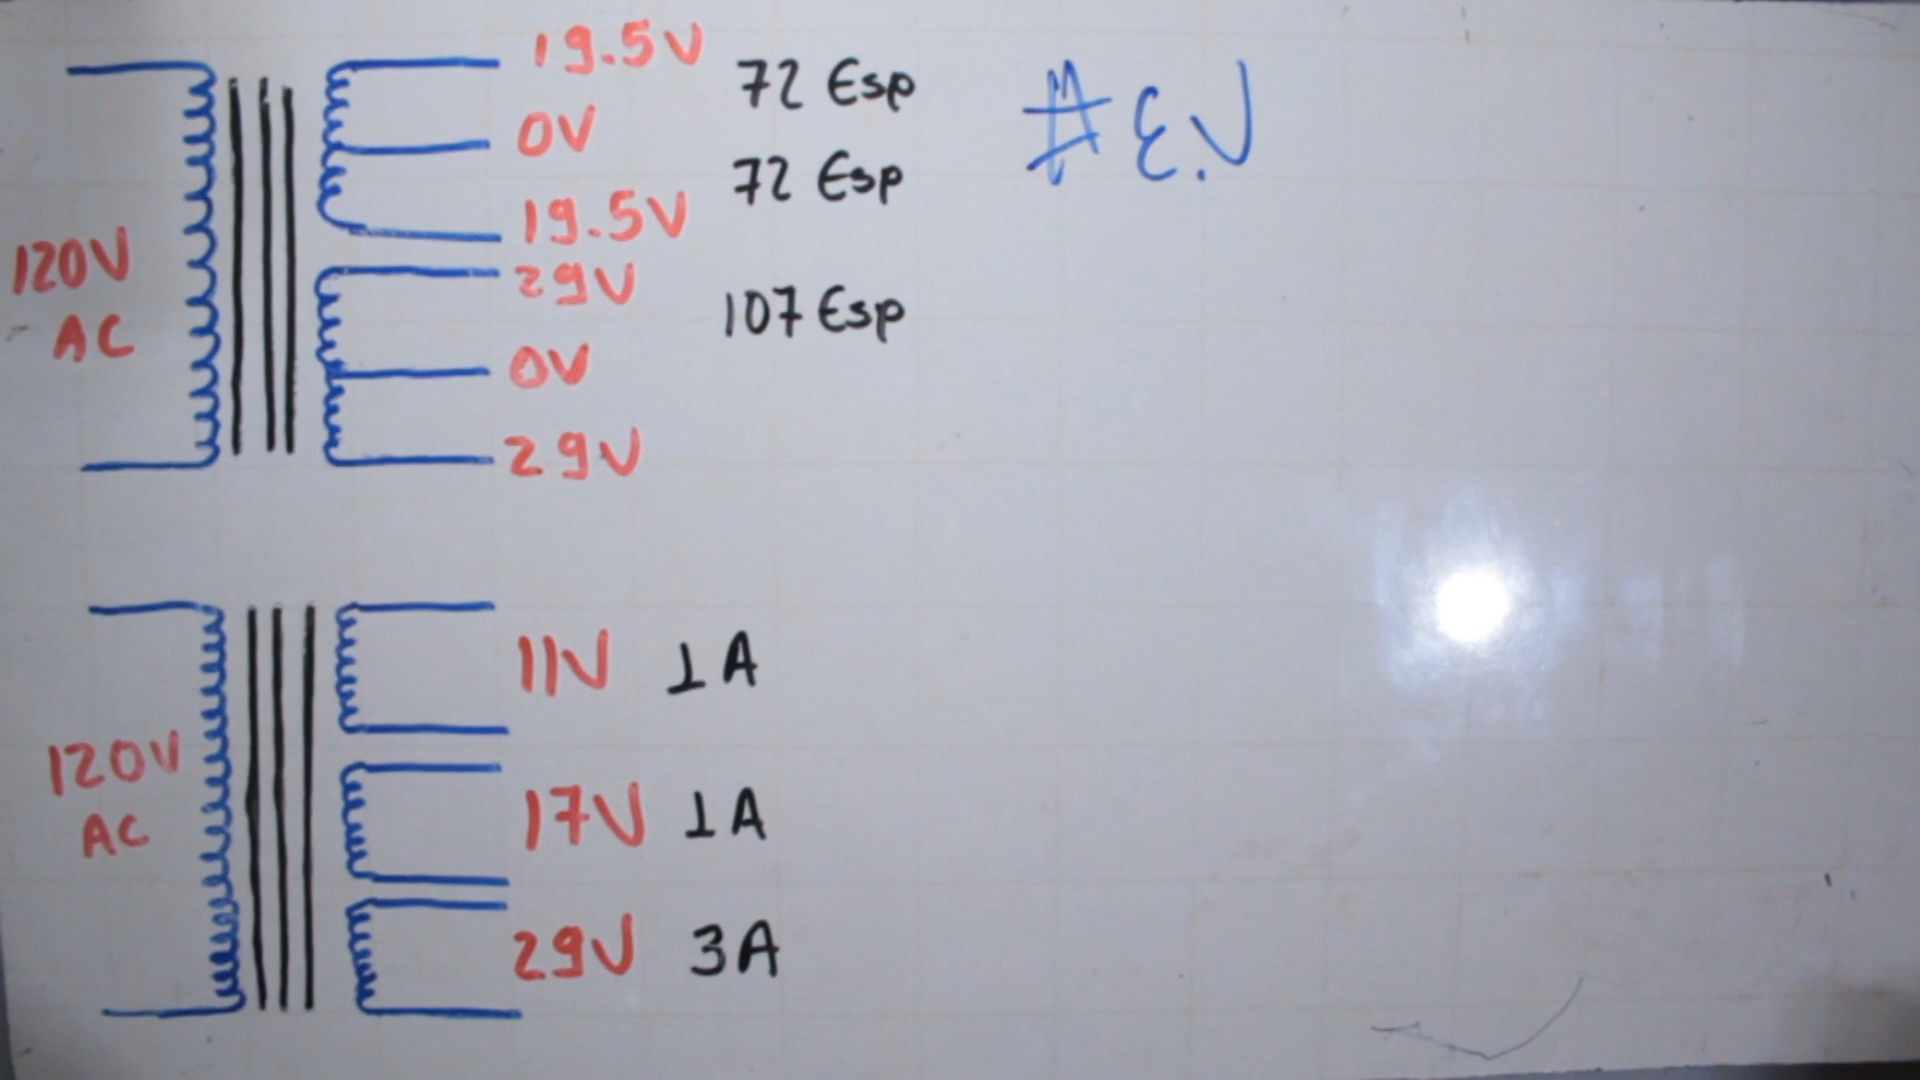 19.5V 72 Esp
0V
72 Esp
19.5V
29V
107 Esp
0V
29V
120V
AC
# E.V
11V 1A
17V 1A
29V 3A
120V
AC